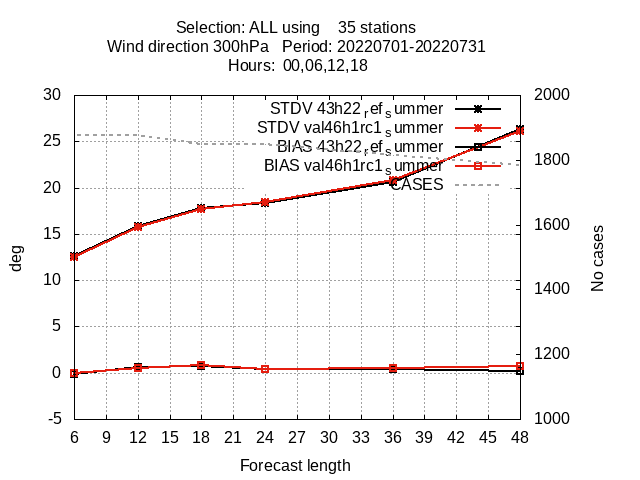 Selection: ALL using    35 stations
Wind direction 300hPa   Period: 20220701-20220731
Hours: 00,06,12,18
STDV 43h22_ref_summer
STDV val46h1rc1_summer
BIAS 43h22_ref_summer
BIAS val46h1rc1_summer
CASES
30
25
20
15
10
5
0
-5
deg
2000
1800
1600
1400
1200
1000
No cases
6 9 12 15 18 21 24 27 30 33 36 39 42 45 48
Forecast length